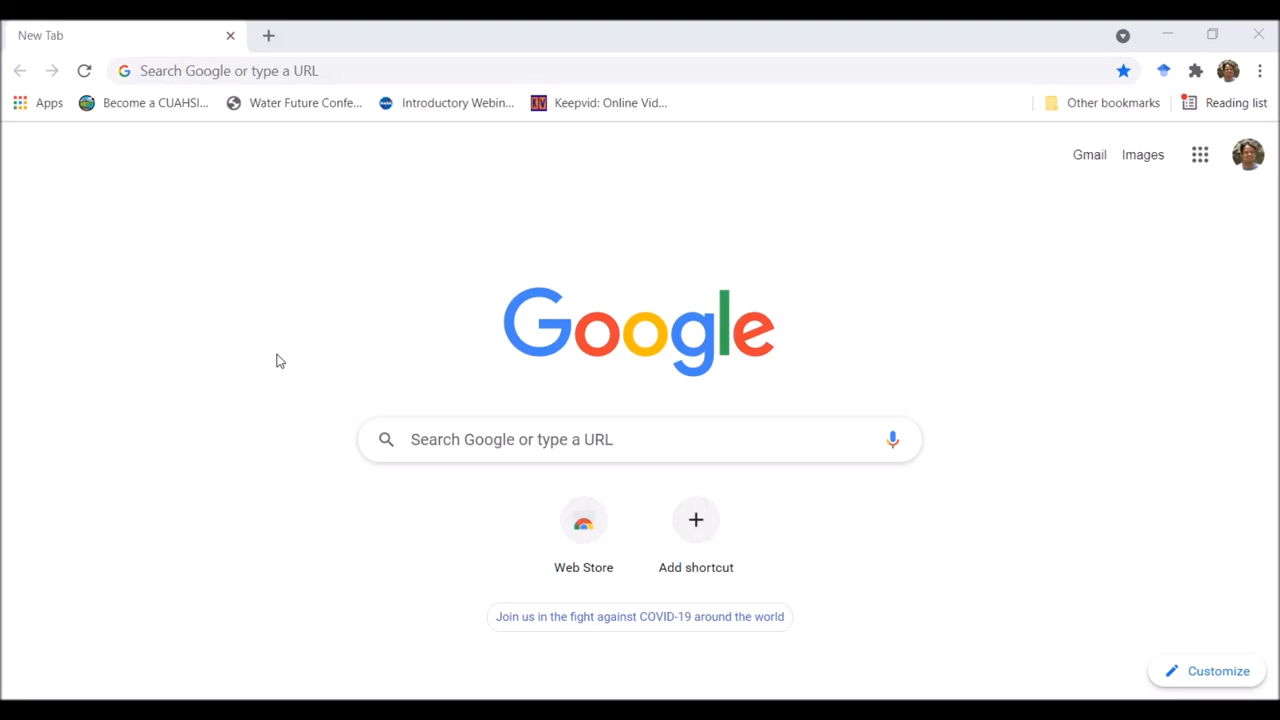 New Tab
Search Google or type a URL
Apps Become a CUAHSI... Water Future Confe... Introductory Webin... KIV Keepvid: Online Vid... Other bookmarks Reading list
Gmail Images
Google
Search Google or type a URL
Web Store Add shortcut
Join us in the fight against COVID-19 around the world
Customize